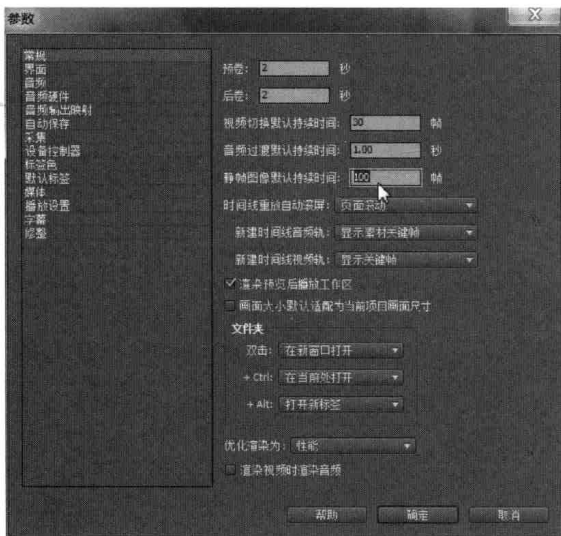 参数
常规
界面
音频
音频硬件
音频输出映射
自动保存
采集
设备控制器
标签色
默认标签
媒体
播放设置
字幕
修整
预卷: 2 秒
后卷: 2 秒
视频切换默认持续时间: 30 帧
音频过渡默认持续时间: 1.00 秒
静帧图像默认持续时间: 100 帧
时间线重放自动滚屏: 页面滚动
新建时间线音频轨: 显示素材关键帧
新建时间线视频轨: 显示关键帧
渲染预览后播放工作区
画面大小默认适配为当前项目画面尺寸
文件夹
双击: 在新窗口打开
+ Ctrl: 在当前处打开
+ Alt: 打开新标签
优化渲染为: 性能
渲染视频时渲染音频
帮助 确定 取消